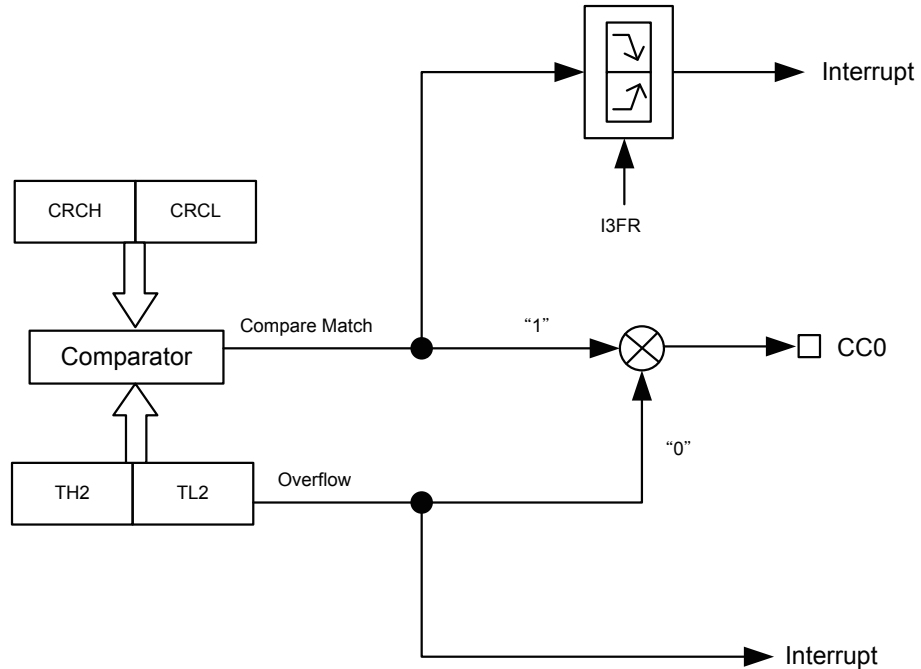 Interrupt
CRCH
CRCL
I3FR
Compare Match
“1”
Comparator
CC0
“0”
TH2
TL2
Overflow
Interrupt